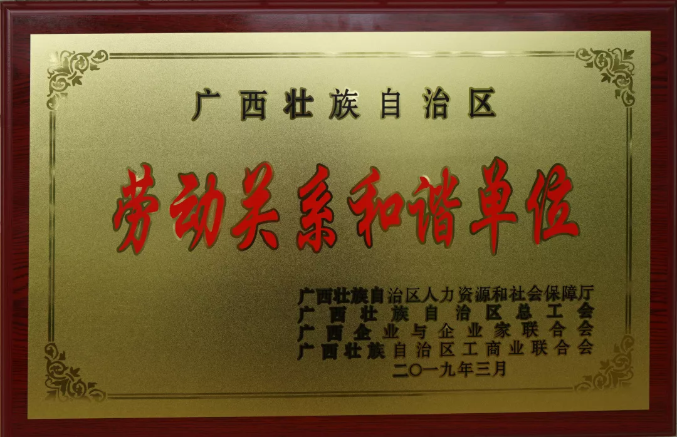 广西壮族自治区
劳动关系和谐单位
广西壮族自治区人力资源和社会保障厅
广西壮族自治区总工会
广西企业与企业家联合会
广西壮族自治区工商业联合会
二〇一九年三月